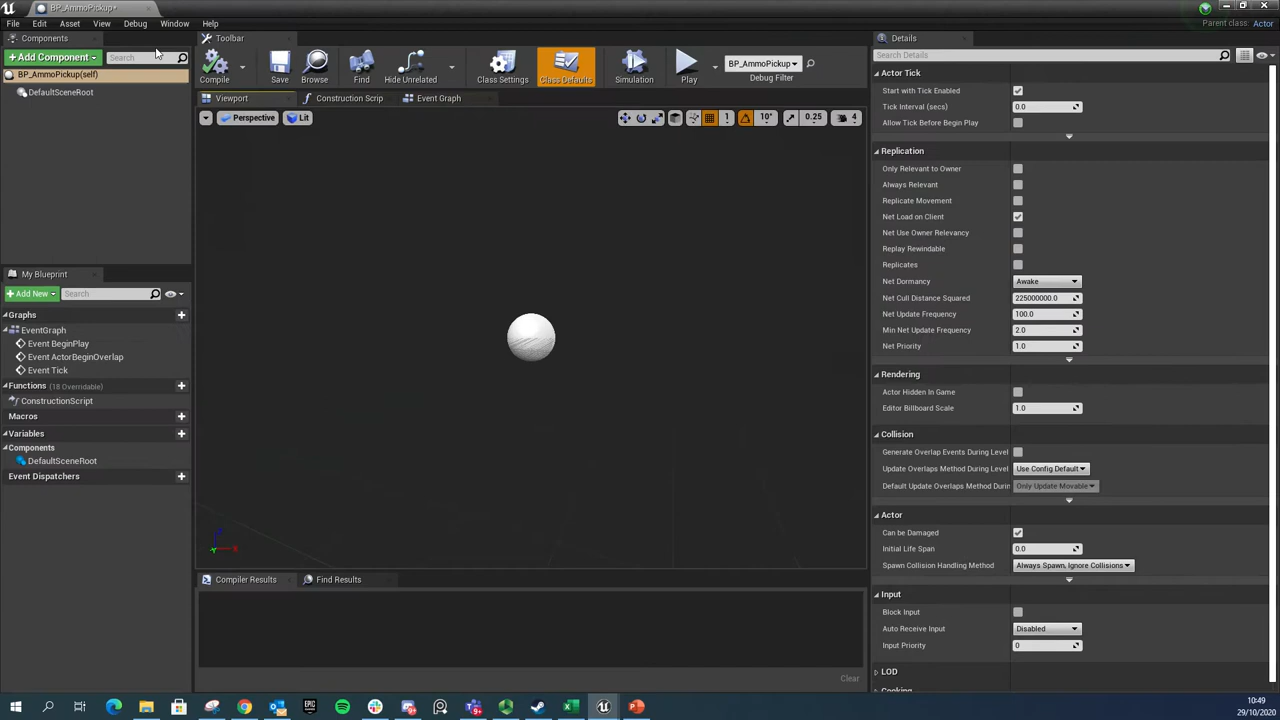 BP_AmmoPickup*
File Edit Asset View Debug Window Help
Parent class: Actor
Components
+Add Component
Search
BP_AmmoPickup(self)
DefaultSceneRoot
My Blueprint
+Add New
Search
Graphs
EventGraph
Event BeginPlay
Event ActorBeginOverlap
Event Tick
Functions (18 Overridable)
ConstructionScript
Macros
Variables
Components
DefaultSceneRoot
Event Dispatchers
Toolbar
Compile
Save
Browse
Find
Hide Unrelated
Class Settings
Class Defaults
Simulation
Play
BP_AmmoPickup
Debug Filter
Viewport
Construction Scrip
Event Graph
Perspective
Lit
1
10°
0.25
4
Compiler Results
Find Results
Clear
Details
Search Details
Actor Tick
Start with Tick Enabled
Tick Interval (secs) 0.0
Allow Tick Before Begin Play
Replication
Only Relevant to Owner
Always Relevant
Replicate Movement
Net Load on Client
Net Use Owner Relevancy
Replay Rewindable
Replicates
Net Dormancy Awake
Net Cull Distance Squared 225000000.0
Net Update Frequency 100.0
Min Net Update Frequency 2.0
Net Priority 1.0
Rendering
Actor Hidden In Game
Editor Billboard Scale 1.0
Collision
Generate Overlap Events During Level
Update Overlaps Method During Level Use Config Default
Default Update Overlaps Method Durin Only Update Movable
Actor
Can be Damaged
Initial Life Span 0.0
Spawn Collision Handling Method Always Spawn, Ignore Collisions
Input
Block Input
Auto Receive Input Disabled
Input Priority 0
LOD
Cooking
10:49
29/10/2020